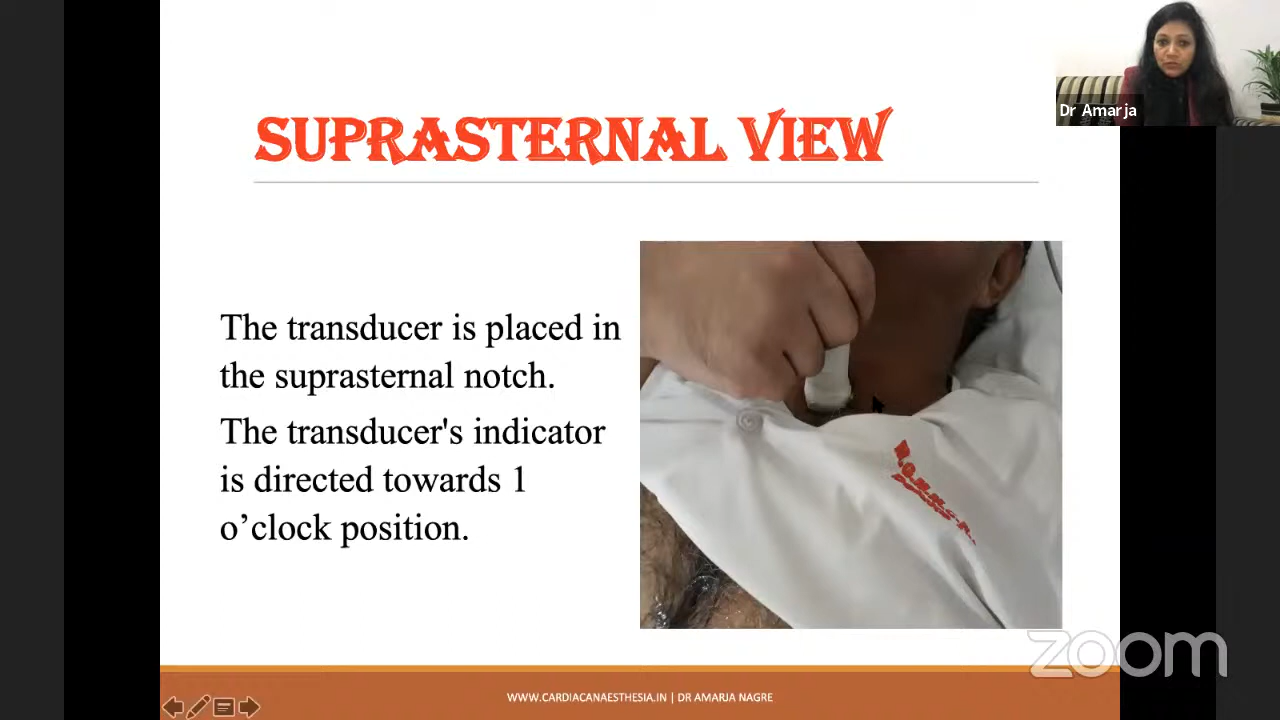 Dr Amarja
SUPRASTERNAL VIEW
The transducer is placed in
the suprasternal notch.
The transducer's indicator
is directed towards 1
o’clock position.
WWW.CARDIACANAESTHESIA.IN | DR AMARJA NAGRE
zoom